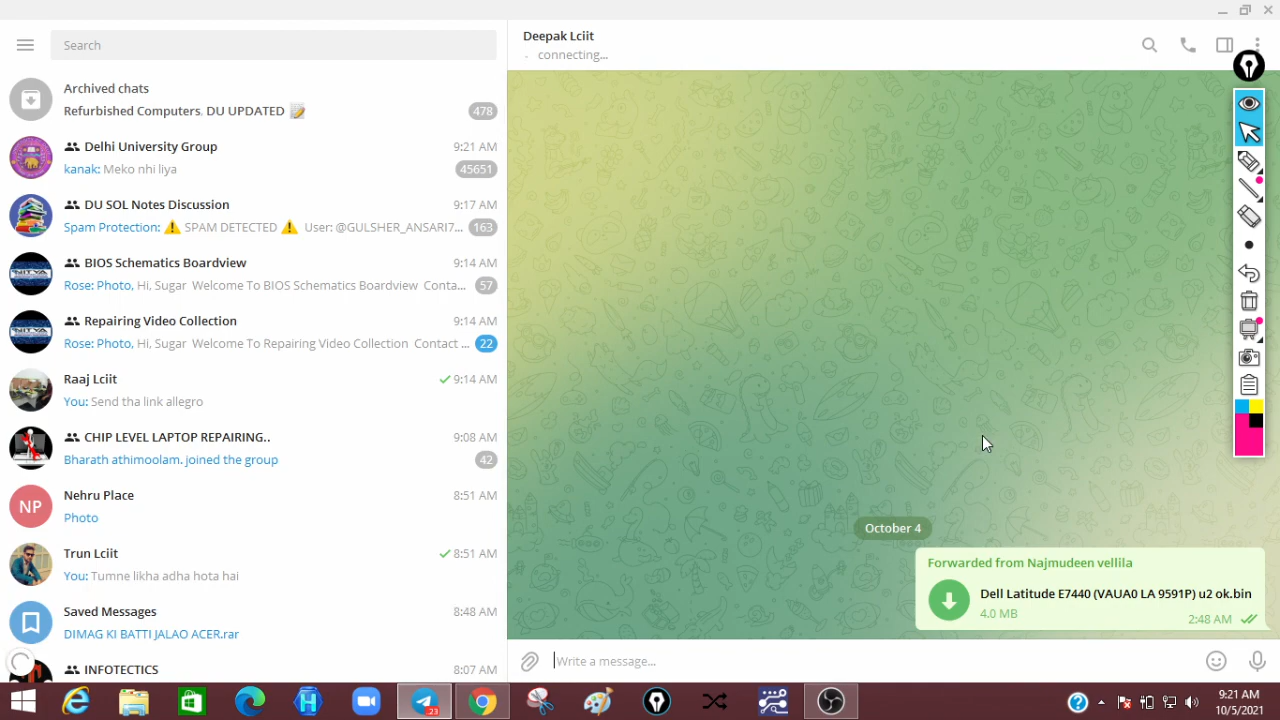 Search
Archived chats
Refurbished Computers, DU UPDATED 📝
478
Delhi University Group
9:21 AM
kanak: Meko nhi liya
45651
DU SOL Notes Discussion
9:17 AM
Spam Protection: ⚠️ SPAM DETECTED ⚠️ User: @GULSHER_ANSARI7...
163
BIOS Schematics Boardview
9:14 AM
Rose: Photo, Hi, Sugar Welcome To BIOS Schematics Boardview Conta...
57
Repairing Video Collection
9:14 AM
Rose: Photo, Hi, Sugar Welcome To Repairing Video Collection Contact ...
22
Raaj Lciit
9:14 AM
You: Send tha link allegro
CHIP LEVEL LAPTOP REPAIRING..
9:08 AM
Bharath athimoolam. joined the group
42
NP
Nehru Place
8:51 AM
Photo
Trun Lciit
8:51 AM
You: Tumne likha adha hota hai
Saved Messages
8:48 AM
DIMAG KI BATTI JALAO ACER.rar
INFOTECTICS
8:07 AM
Deepak Lciit
connecting...
October 4
Forwarded from Najmudeen vellila
Dell Latitude E7440 (VAUA0 LA 9591P) u2 ok.bin
4.0 MB
2:48 AM
Write a message...
23
9:21 AM
10/5/2021